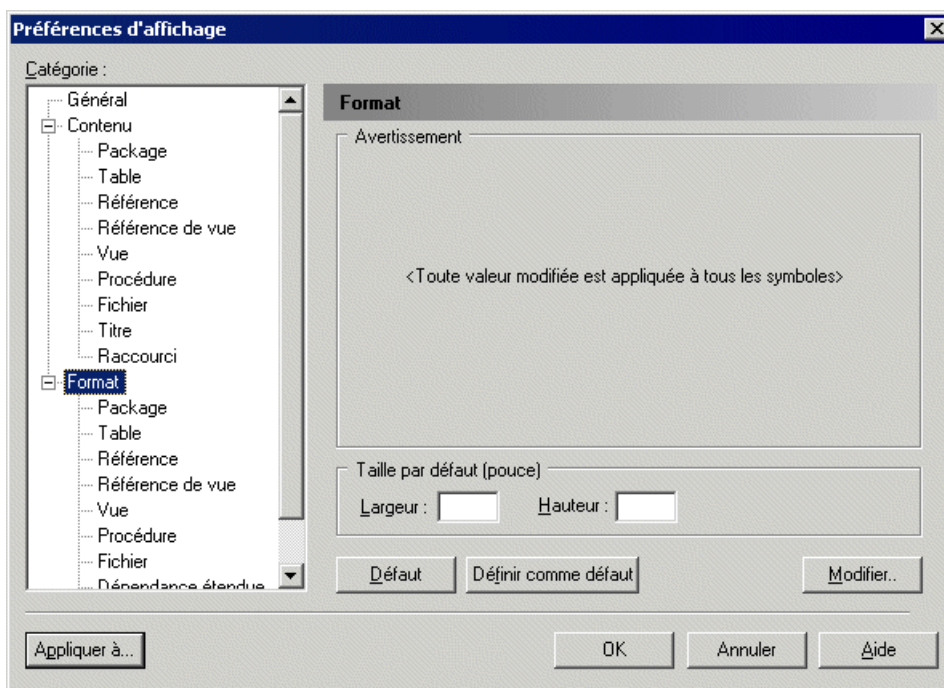 Préférences d'affichage
Catégorie :
Général
Contenu
Package
Table
Référence
Référence de vue
Vue
Procédure
Fichier
Titre
Raccourci
Format
Package
Table
Référence
Référence de vue
Vue
Procédure
Fichier
Dépendance étendue
Format
Avertissement
<Toute valeur modifiée est appliquée à tous les symboles>
Taille par défaut (pouce)
Largeur :
Hauteur :
Défaut
Définir comme défaut
Modifier..
Appliquer à...
OK
Annuler
Aide